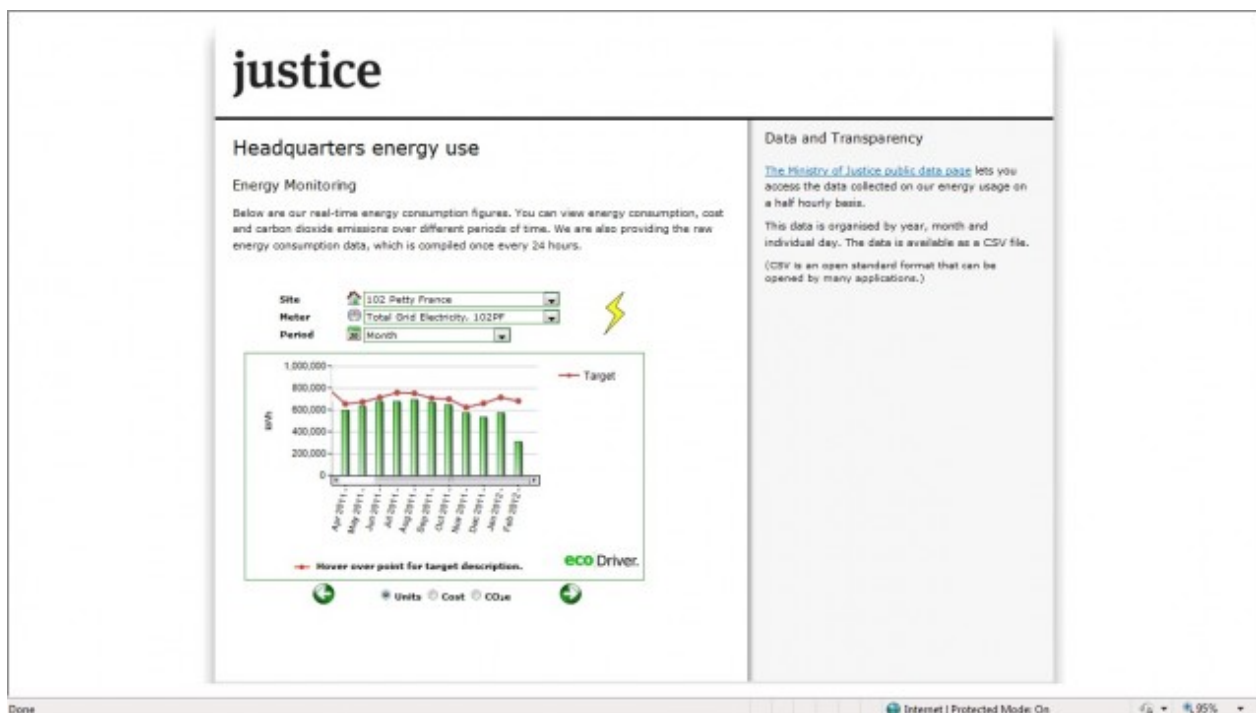 justice
Headquarters energy use
Energy Monitoring
Below are our real-time energy consumption figures. You can view energy consumption, cost
and carbon dioxide emissions over different periods of time. We are also providing the raw
energy consumption data, which is compiled once every 24 hours.
Site 102 Petty France
Meter Total Grid Electricity, 102PF
Period Month
1,000,000
800,000
600,000
400,000
200,000
0
kWh
Target
Apr 2011
May 2011
Jun 2011
Jul 2011
Aug 2011
Sep 2011
Oct 2011
Nov 2011
Dec 2011
Jan 2012
Feb 2012
Hover over point for target description.
eco Driver.
Units Cost CO₂e
Data and Transparency
The Ministry of Justice public data page lets you
access the data collected on our energy usage on
a half hourly basis.
This data is organised by year, month and
individual day. The data is available as a CSV file.
(CSV is an open standard format that can be
opened by many applications.)
Done
Internet | Protected Mode: On
95%